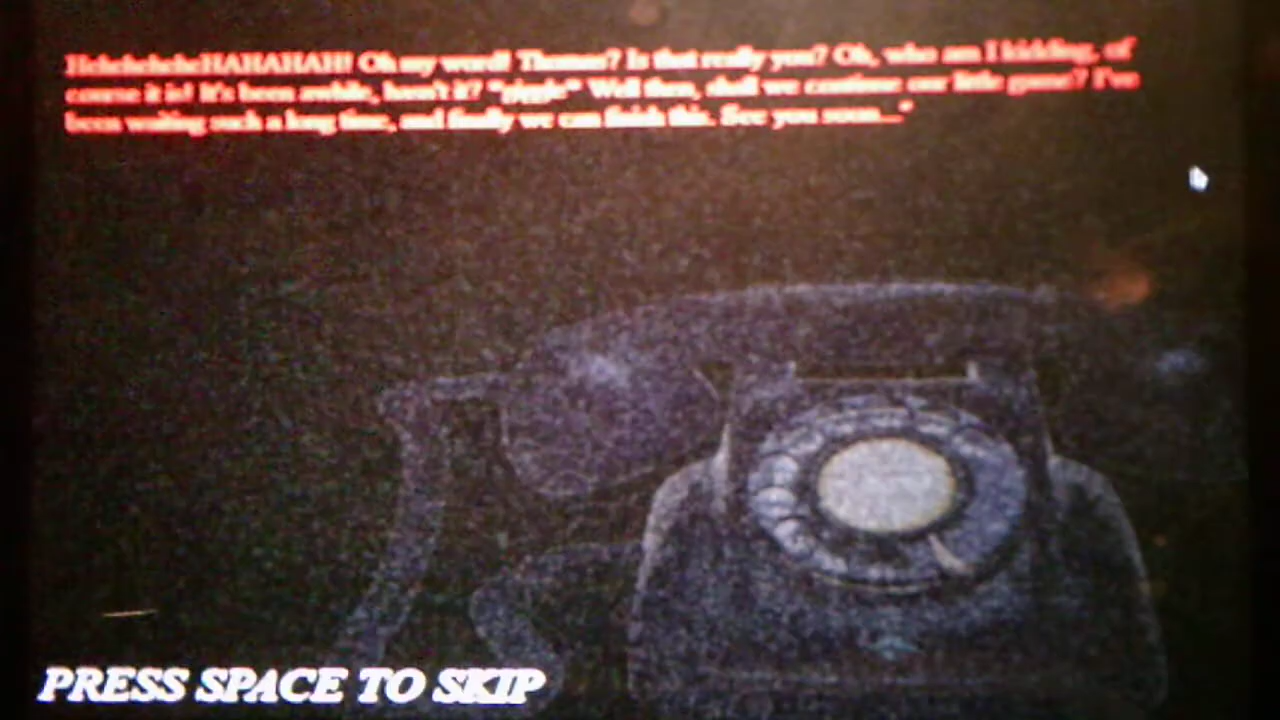 HeheheheheHAHAHAH! Oh my word! Thomas? Is that really you? Oh, who am I kidding, of
course it is! It's been awhile, hasn't it? *giggle* Well then, shall we continue our little game? I've
been waiting such a long time, and finally we can finish this. See you soon..."
PRESS SPACE TO SKIP